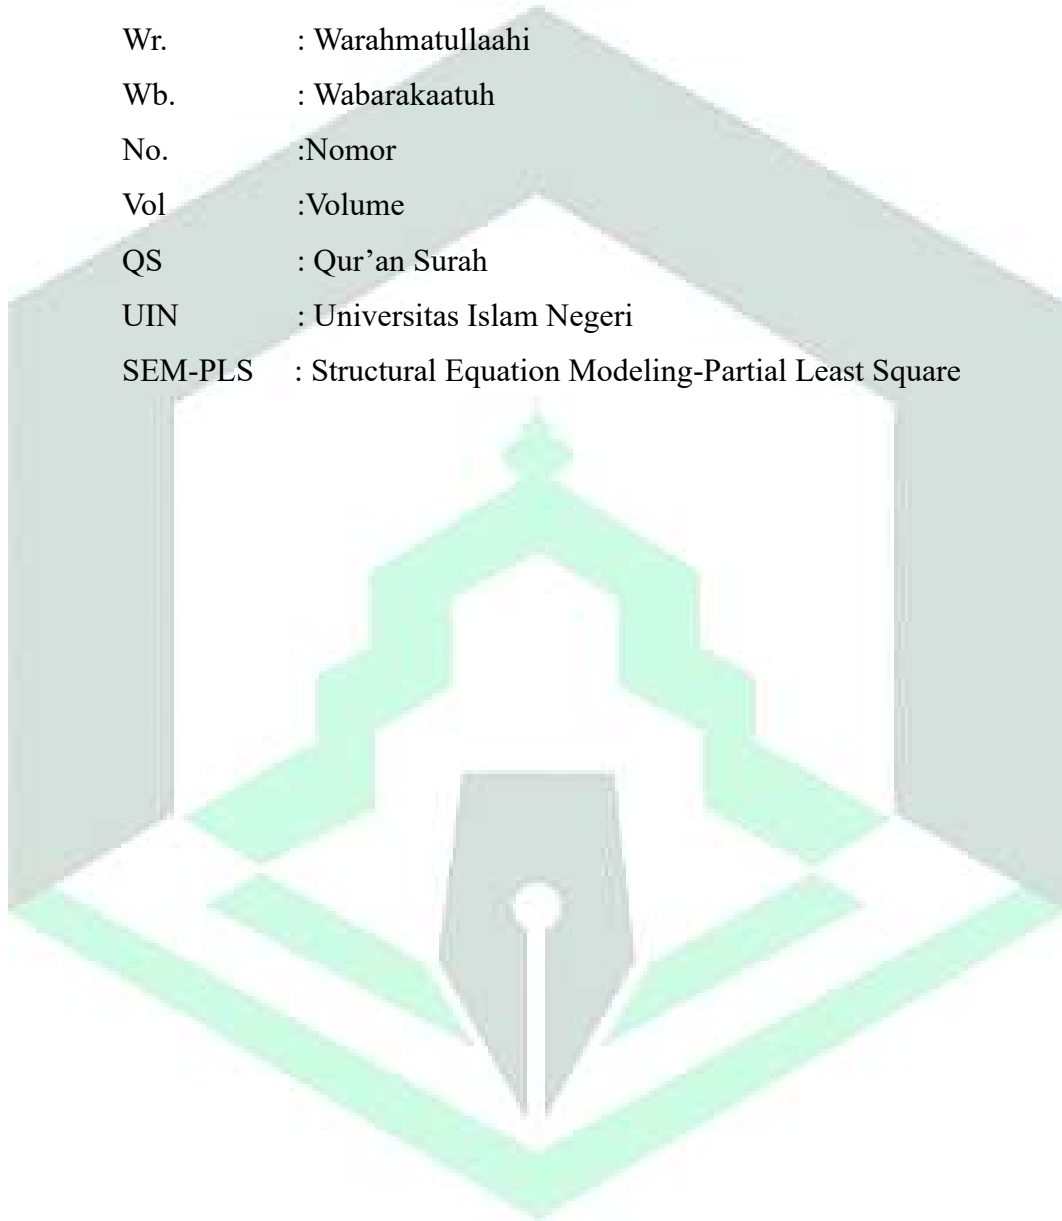 Wr. : Warahmatullaahi
Wb. : Wabarakaatuh
No. :Nomor
Vol :Volume
QS : Qur’an Surah
UIN : Universitas Islam Negeri
SEM-PLS : Structural Equation Modeling-Partial Least Square